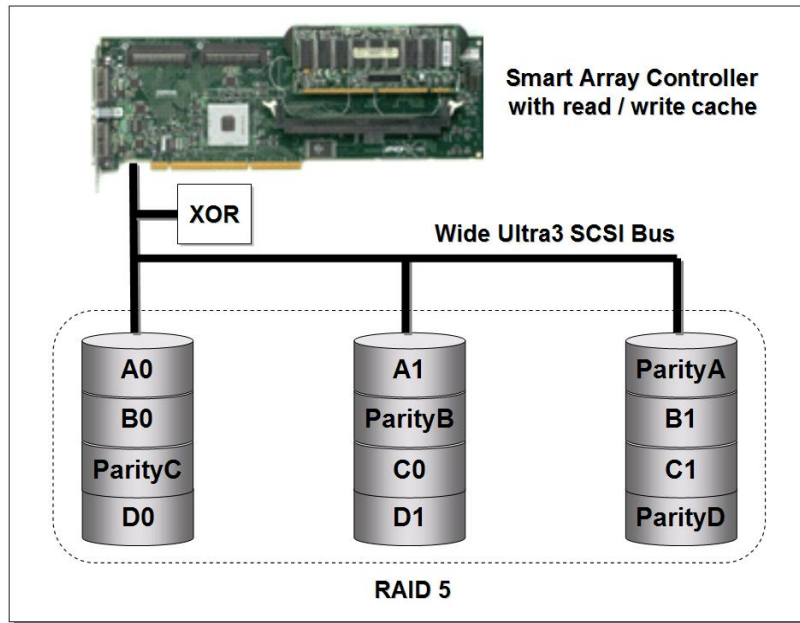 Smart Array Controller
with read / write cache
XOR
Wide Ultra3 SCSI Bus
A0
B0
ParityC
D0
A1
ParityB
C0
D1
ParityA
B1
C1
ParityD
RAID 5